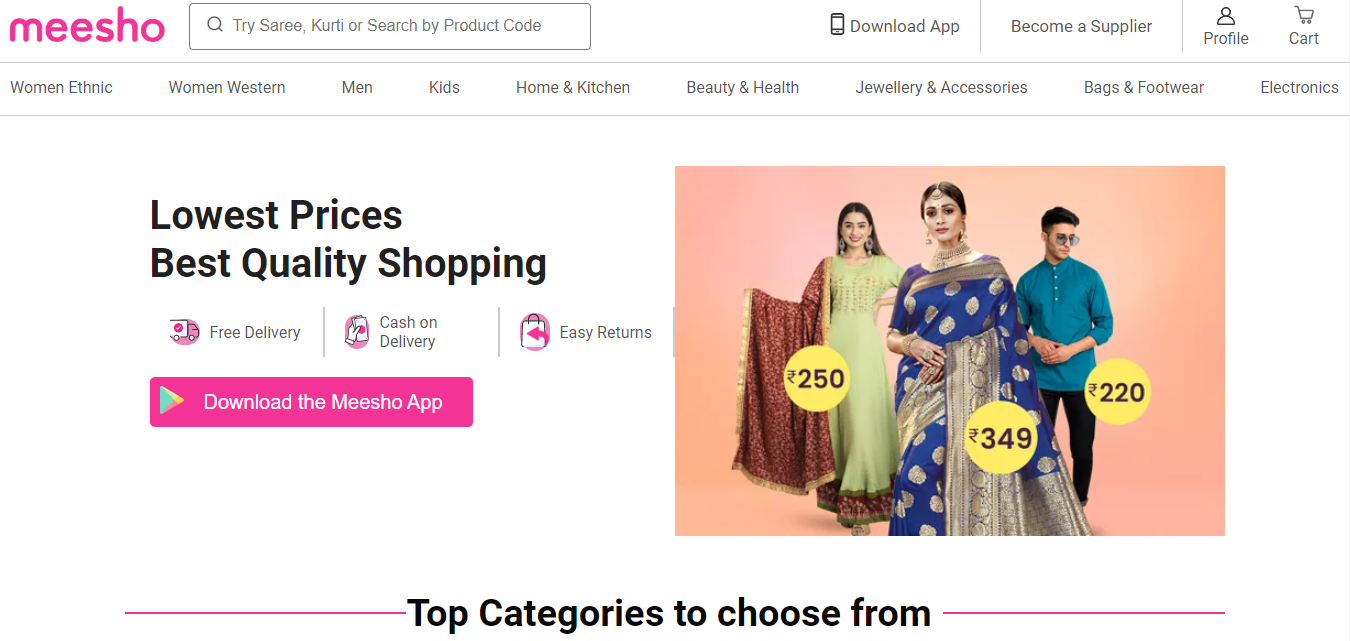 meesho
Try Saree, Kurti or Search by Product Code
Download App
Become a Supplier
Profile
Cart
Women Ethnic
Women Western
Men
Kids
Home & Kitchen
Beauty & Health
Jewellery & Accessories
Bags & Footwear
Electronics
Lowest Prices
Best Quality Shopping
Free Delivery
Cash on
Delivery
Easy Returns
Download the Meesho App
₹250
₹349
₹220
Top Categories to choose from